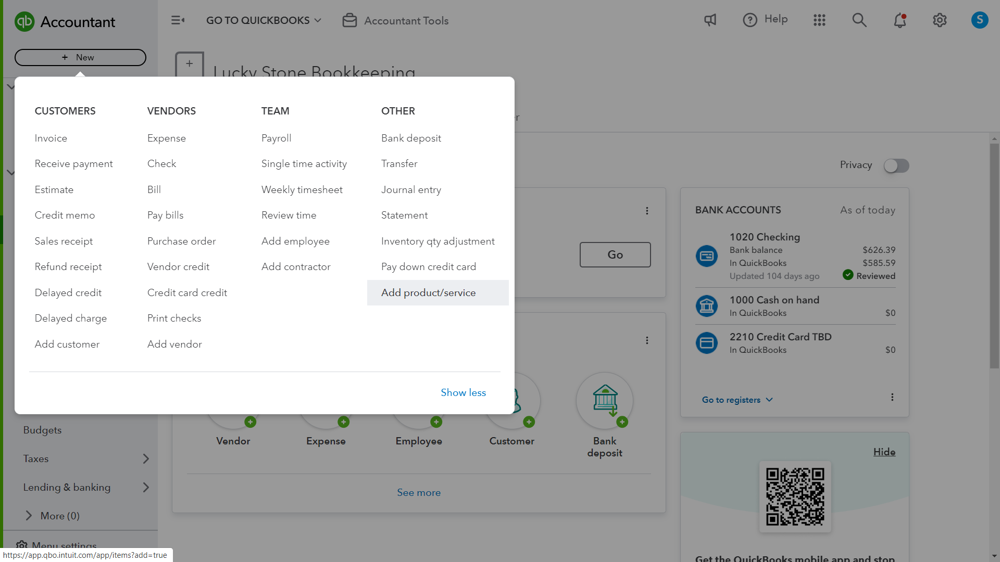 qb Accountant
GO TO QUICKBOOKS
Accountant Tools
Help
S
+ New
+
Lucky Stone Bookkeeping
CUSTOMERS
Invoice
Receive payment
Estimate
Credit memo
Sales receipt
Refund receipt
Delayed credit
Delayed charge
Add customer
VENDORS
Expense
Check
Bill
Pay bills
Purchase order
Vendor credit
Credit card credit
Print checks
Add vendor
TEAM
Payroll
Single time activity
Weekly timesheet
Review time
Add employee
Add contractor
OTHER
Bank deposit
Transfer
Journal entry
Statement
Inventory qty adjustment
Pay down credit card
Add product/service
Show less
r
Privacy
Go
BANK ACCOUNTS
As of today
1020 Checking
Bank balance $626.39
In QuickBooks $585.59
Updated 104 days ago Reviewed
1000 Cash on hand
In QuickBooks $0
2210 Credit Card TBD
In QuickBooks $0
Go to registers
Vendor
Expense
Employee
Customer
Bank
deposit
See more
Hide
Get the QuickBooks mobile app and stop
Budgets
Taxes
Lending & banking
More (0)
Menu settings
https://app.qbo.intuit.com/app/items?add=true